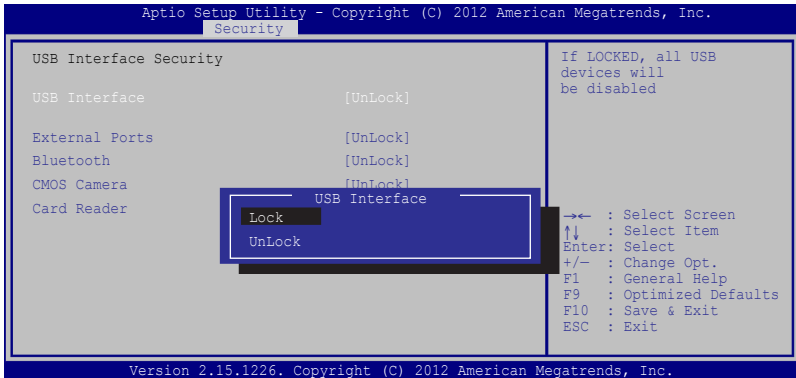 Aptio Setup Utility - Copyright (C) 2012 American Megatrends, Inc.
Security
USB Interface Security
USB Interface [UnLock]
External Ports [UnLock]
Bluetooth [UnLock]
CMOS Camera [UnLock]
Card Reader
USB Interface
Lock
UnLock
If LOCKED, all USB
devices will
be disabled
→← : Select Screen
↑↓ : Select Item
Enter: Select
+/— : Change Opt.
F1 : General Help
F9 : Optimized Defaults
F10 : Save & Exit
ESC : Exit
Version 2.15.1226. Copyright (C) 2012 American Megatrends, Inc.